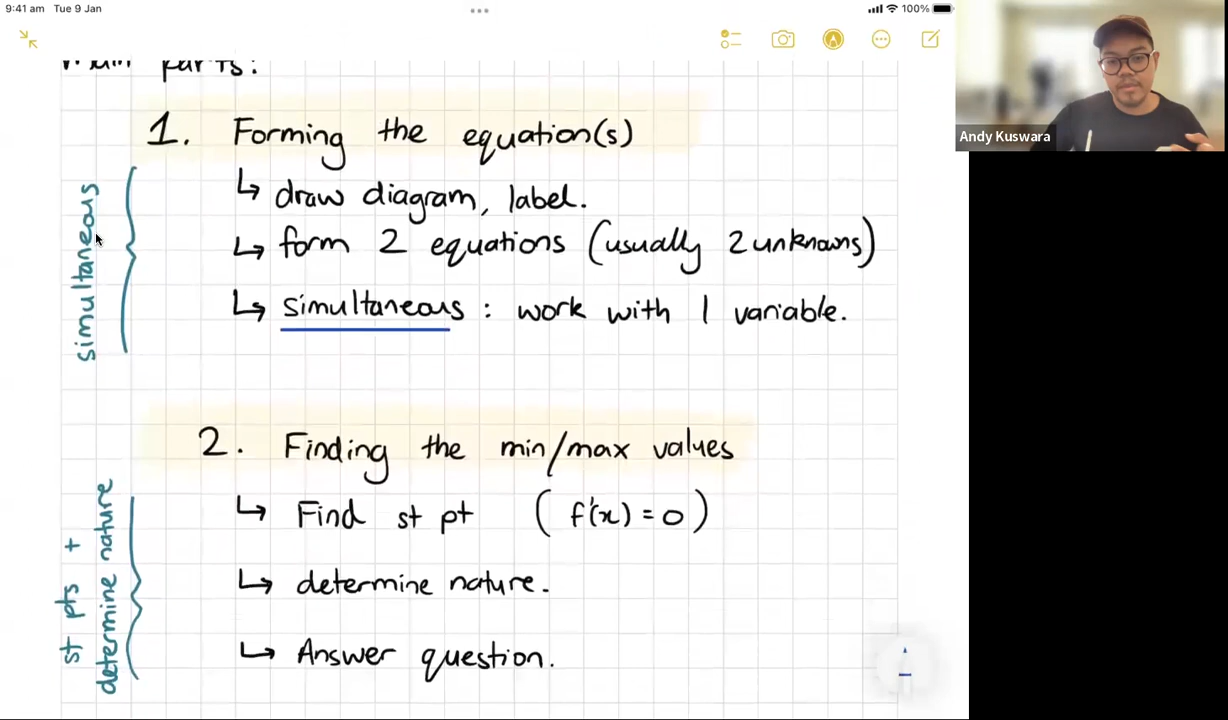 9:41 am Tue 9 Jan
100%
main parts:
1. Forming the equation(s)
↳ draw diagram, label.
↳ form 2 equations (usually 2 unknowns)
↳ simultaneous : work with 1 variable.
simultaneous
2. Finding the min/max values
↳ Find st pt (f'(x) = 0)
↳ determine nature.
↳ Answer question.
st pts +
determine nature
Andy Kuswara